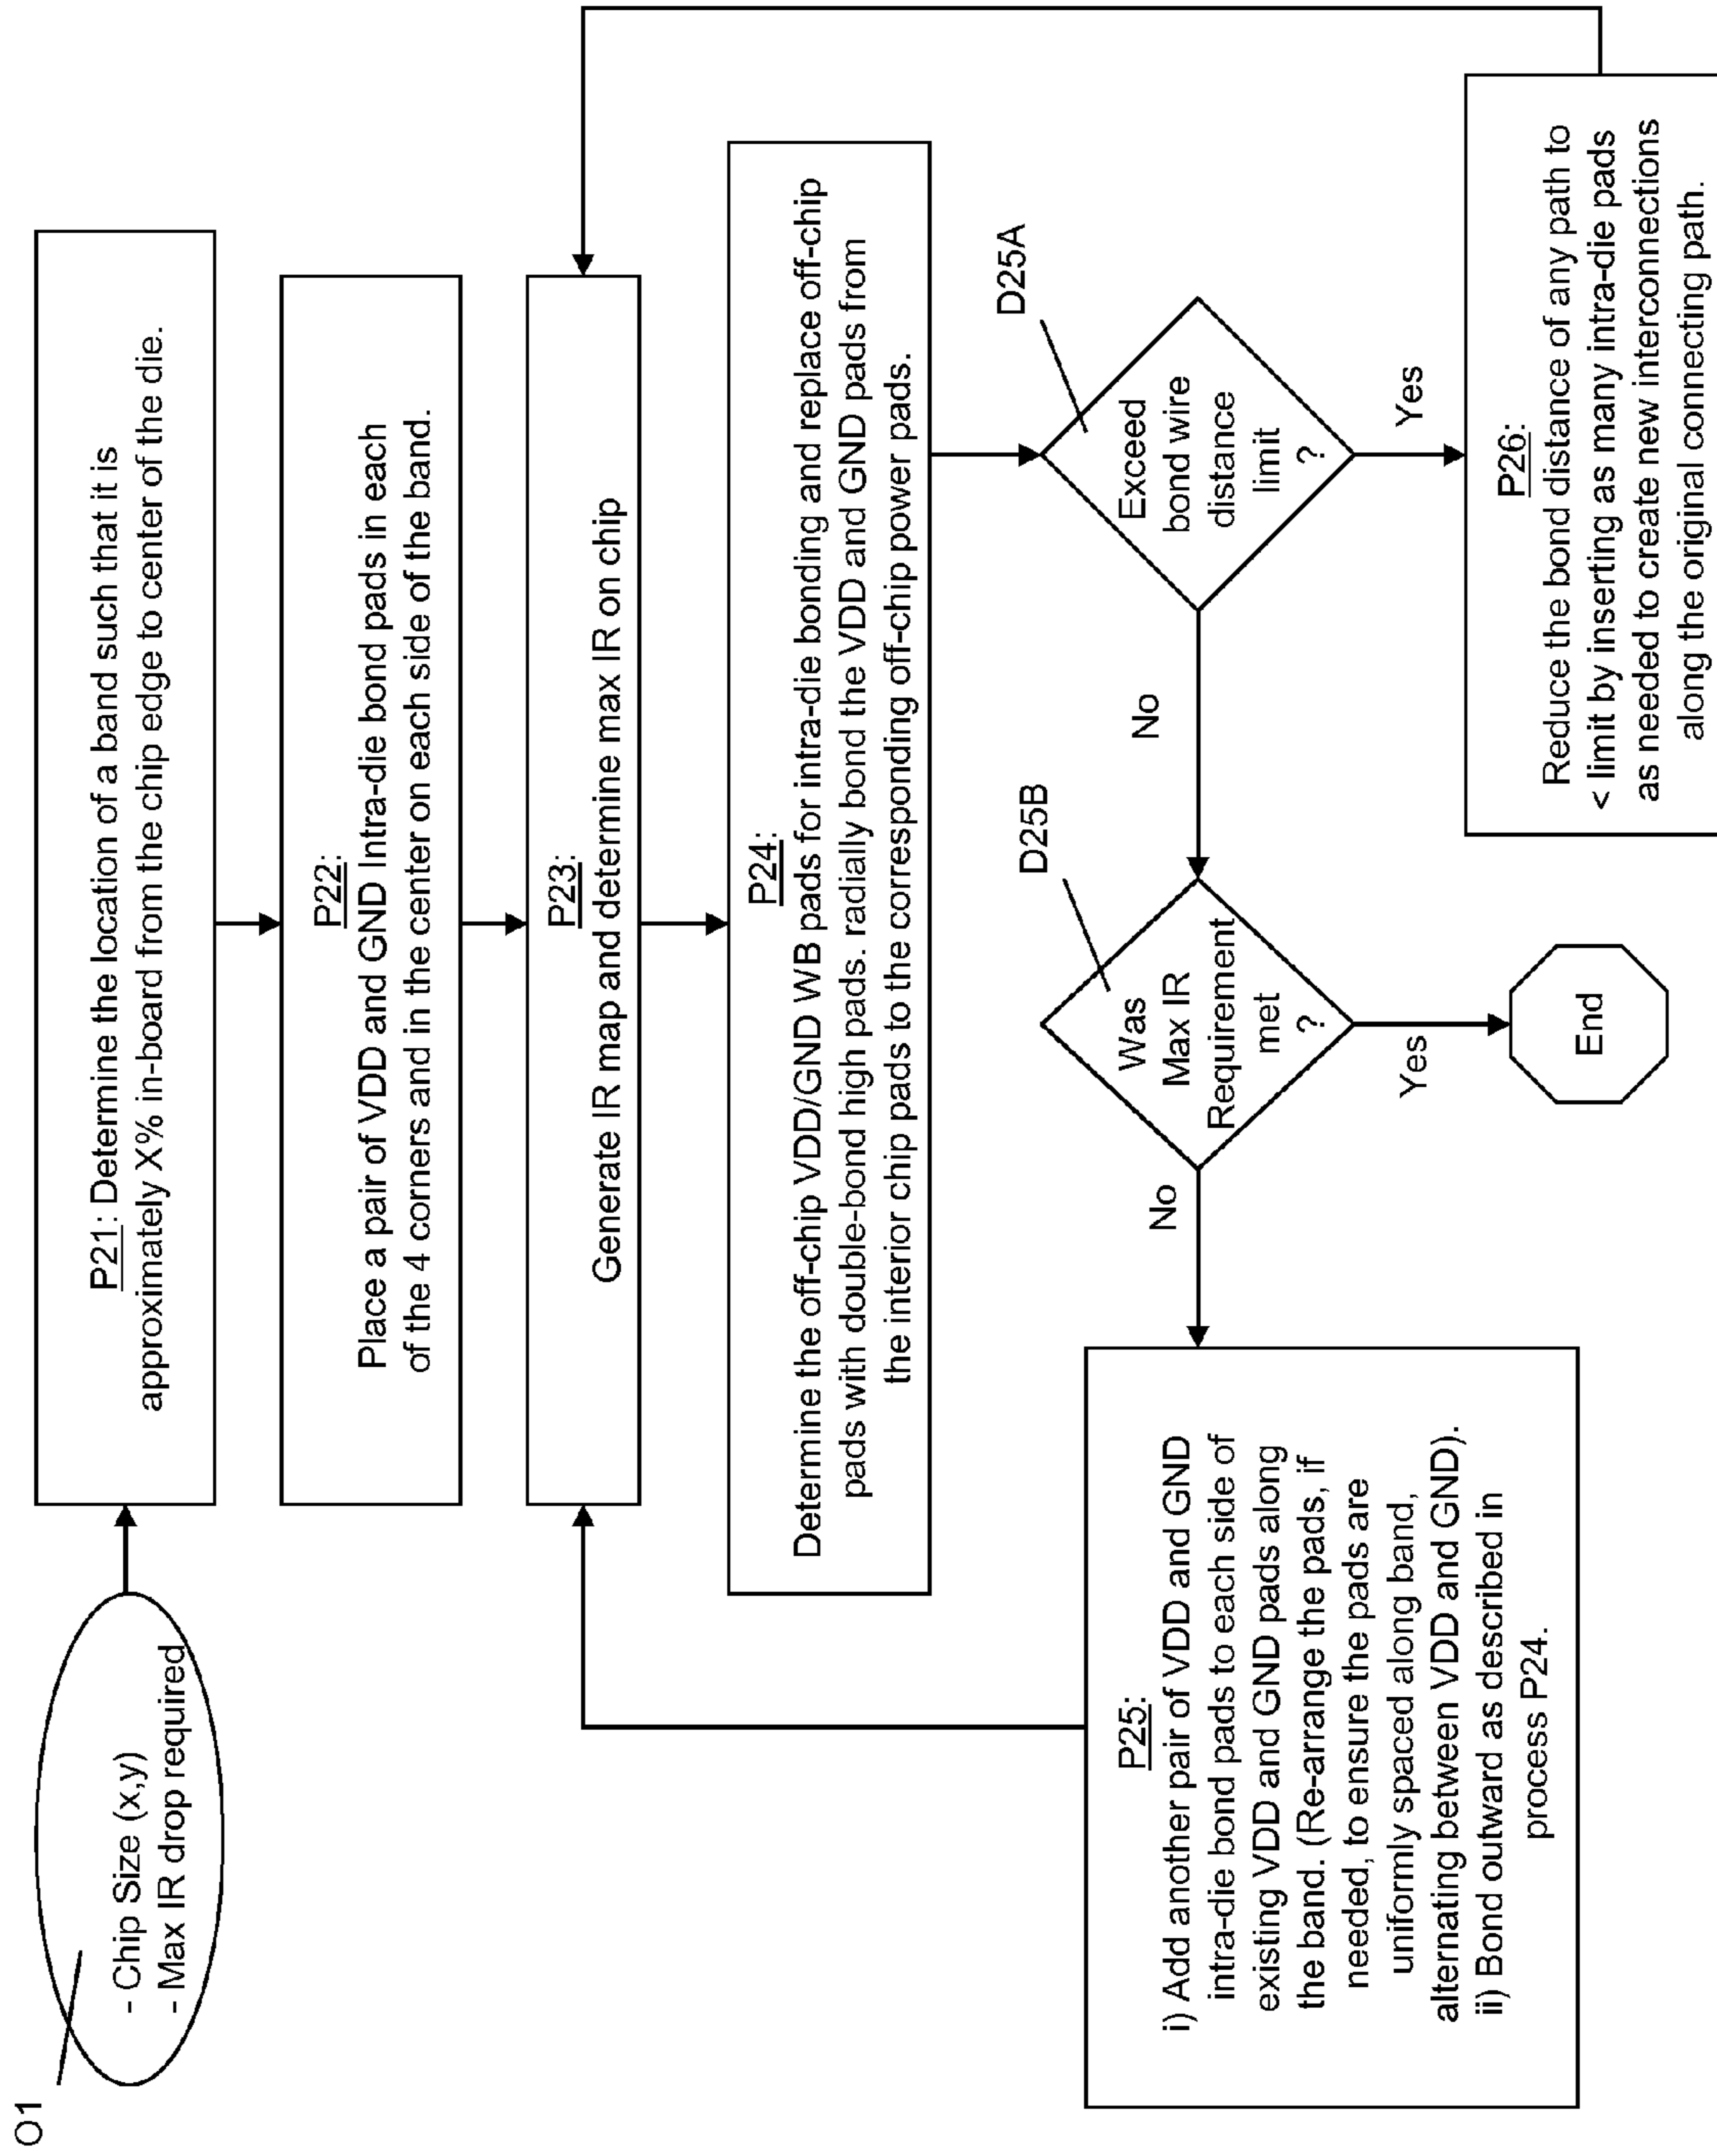 O1
- Chip Size (x,y)
- Max IR drop required
P21: Determine the location of a band such that it is
approximately X% in-board from the chip edge to center of the die.
P22:
Place a pair of VDD and GND Intra-die bond pads in each
of the 4 corners and in the center on each side of the band.
P23:
Generate IR map and determine max IR on chip
P24:
Determine the off-chip VDD/GND WB pads for intra-die bonding and replace off-chip
pads with double-bond high pads. radially bond the VDD and GND pads from
the interior chip pads to the corresponding off-chip power pads.
D25A
Exceed
bond wire
distance
limit
?
No
Yes
D25B
Was
Max IR
Requirement
met
?
No
Yes
End
P25:
i) Add another pair of VDD and GND
intra-die bond pads to each side of
existing VDD and GND pads along
the band. (Re-arrange the pads, if
needed, to ensure the pads are
uniformly spaced along band,
alternating between VDD and GND).
ii) Bond outward as described in
process P24.
P26:
Reduce the bond distance of any path to
< limit by inserting as many intra-die pads
as needed to create new interconnections
along the original connecting path.